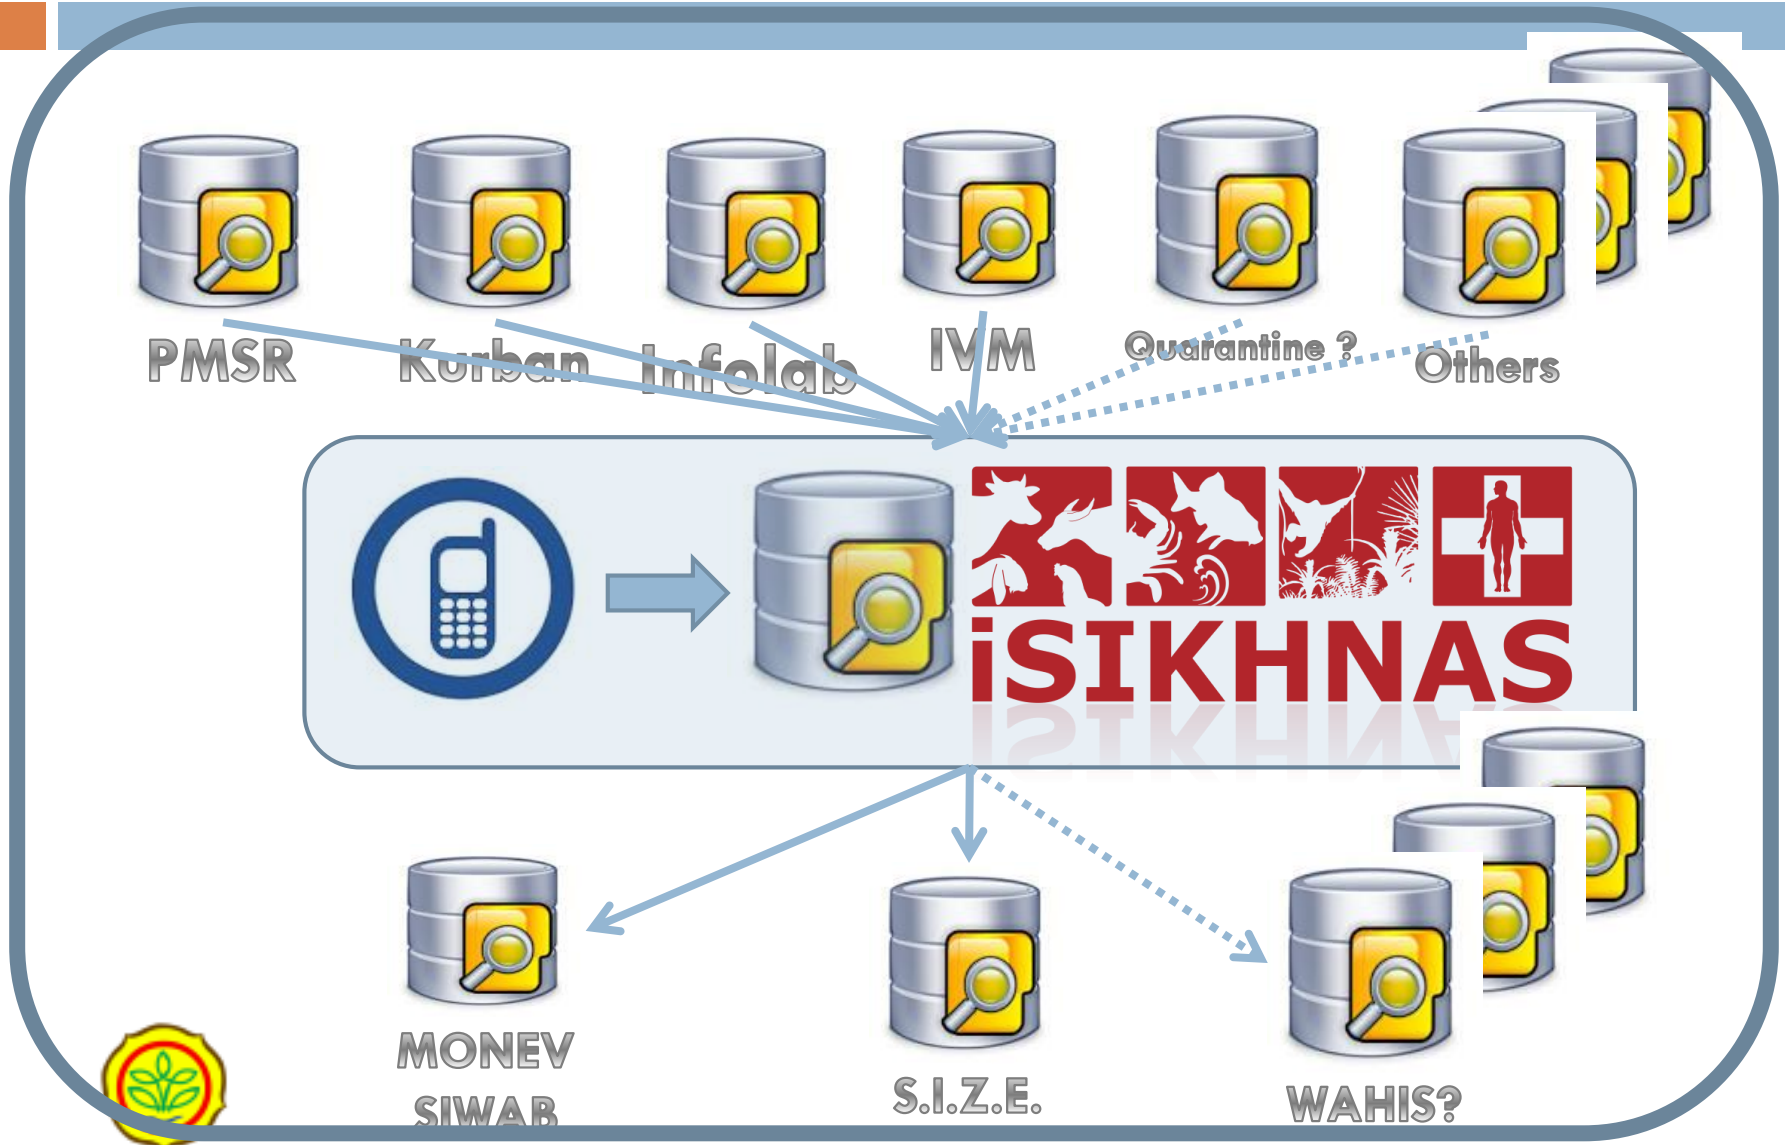 PMSR
Kurban
Infolab
IVM
Quarantine ?
Others
iSIKHNAS
MONEV
SIWAB
S.I.Z.E.
WAHIS?